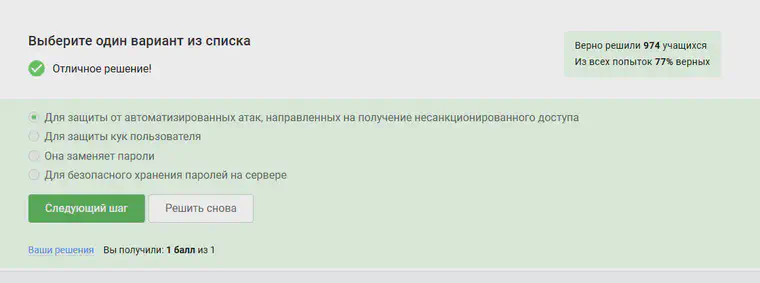 Выберите один вариант из списка
Отличное решение!
Верно решили 974 учащихся
Из всех попыток 77% верных
Для защиты от автоматизированных атак, направленных на получение несанкционированного доступа
Для защиты кук пользователя
Она заменяет пароли
Для безопасного хранения паролей на сервере
Следующий шаг
Решить снова
Ваши решения
Вы получили: 1 балл из 1